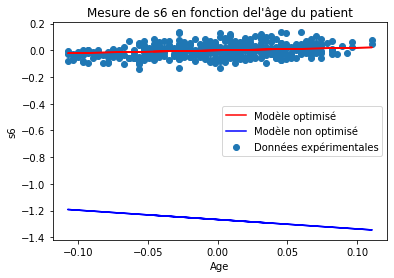 Mesure de s6 en fonction del'âge du patient
0.2
0.0
−0.2
−0.4
−0.6
−0.8
−1.0
−1.2
−1.4
s6
Modèle optimisé
Modèle non optimisé
Données expérimentales
−0.10
−0.05
0.00
0.05
0.10
Age